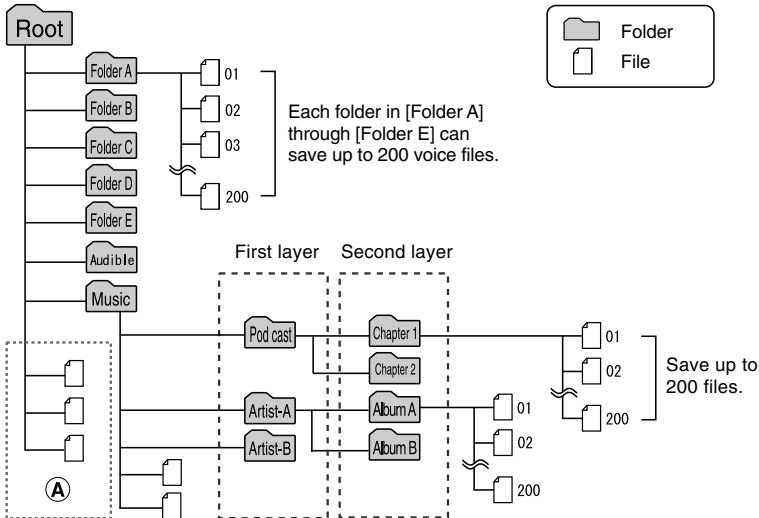 Root
Folder
File
Folder A
01
02
03
200
Each folder in [Folder A]
through [Folder E] can
save up to 200 voice files.
Folder B
Folder C
Folder D
Folder E
Audible
Music
First layer
Second layer
Pod cast
Chapter 1
Chapter 2
01
02
200
Save up to
200 files.
Artist-A
Album A
01
02
200
Artist-B
Album B
A